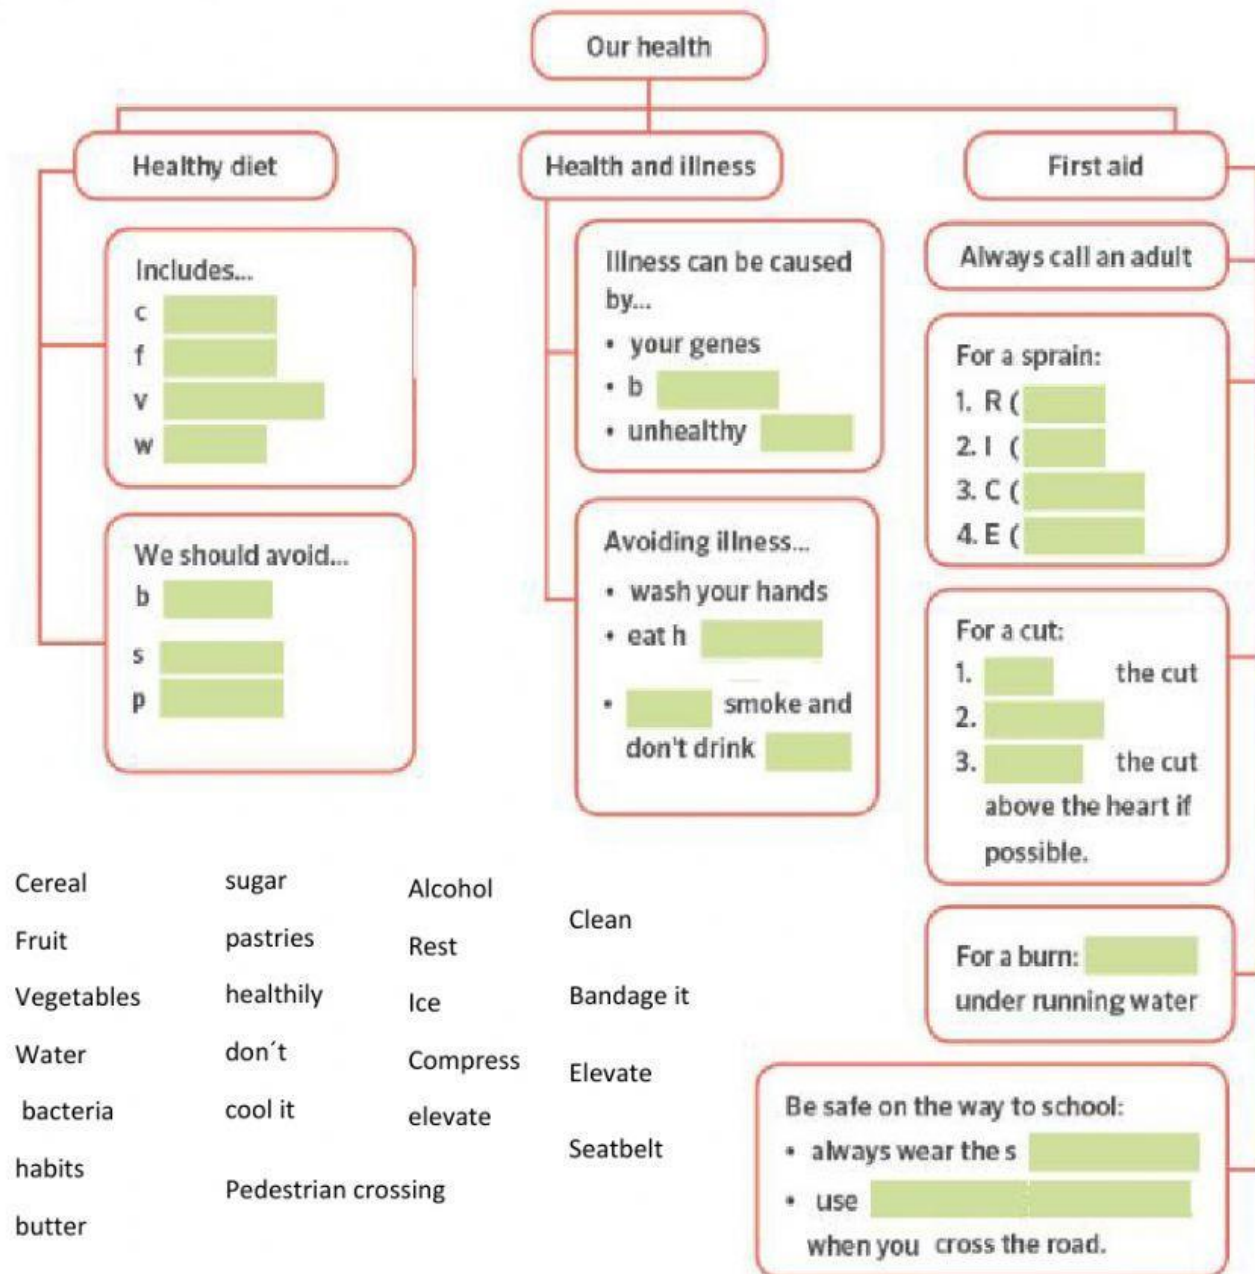 Our health
Healthy diet
Includes...
c
f
v
w
We should avoid...
b
s
p
Health and illness
Illness can be caused
by...
• your genes
• b
• unhealthy
Avoiding illness...
• wash your hands
• eat h
• smoke and
don't drink
First aid
Always call an adult
For a sprain:
1. R (
2. I (
3. C (
4. E (
For a cut:
1. the cut
2.
3. the cut
above the heart if
possible.
For a burn:
under running water
Be safe on the way to school:
• always wear the s
• use
when you cross the road.
Cereal
Fruit
Vegetables
Water
bacteria
habits
butter
sugar
pastries
healthily
don´t
cool it
Pedestrian crossing
Alcohol
Rest
Ice
Compress
elevate
Clean
Bandage it
Elevate
Seatbelt